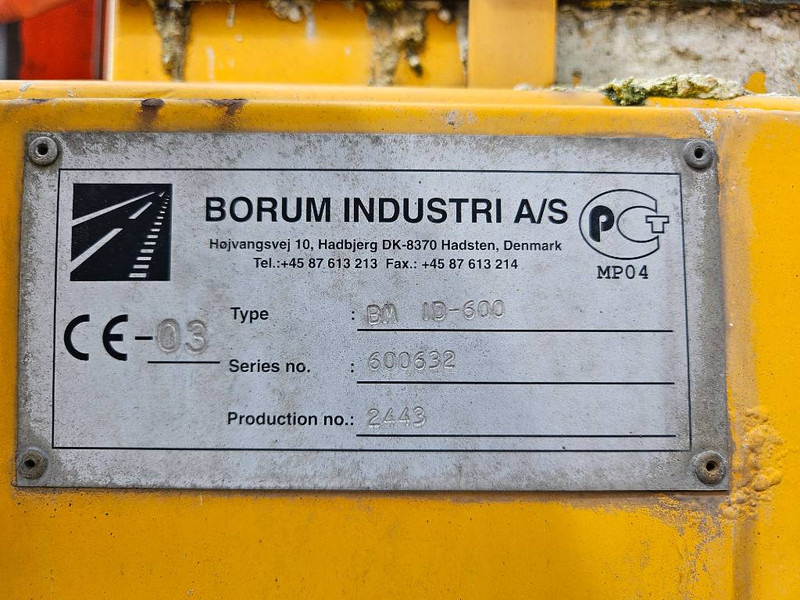 BORUM INDUSTRI A/S
Højvangsvej 10, Hadbjerg DK-8370 Hadsten, Denmark
Tel.:+45 87 613 213 Fax.: +45 87 613 214
PCT
MP04
CE-03
Type : BM ID-600
Series no. : 600632
Production no.: 2443